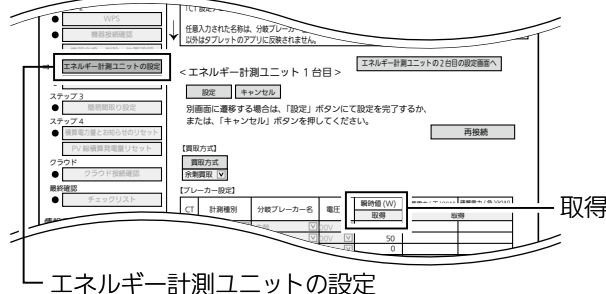 WPS
機器接続確認
エネルギー計測ユニットの設定
ステップ 3
簡易間取り設定
ステップ 4
積算電力量とお知らせのリセット
PV 総積算発電量リセット
クラウド
クラウド接続確認
最終確認
チェックリスト
任意入力された名称は、分岐ブレーカー
以外はタブレットのアプリに反映されません。
エネルギー計測ユニットの2台目の設定画面へ
<エネルギー計測ユニット 1台目>
設定 キャンセル
別画面に遷移する場合は、「設定」ボタンにて設定を完了するか、
または、「キャンセル」ボタンを押してください。
再接続
【買取方式】
買取方式
余剰買取
【ブレーカー設定】
CT 計測種別 分岐ブレーカー名 電圧 瞬時値 (W)
取得 取得
50
0
取得
エネルギー計測ユニットの設定